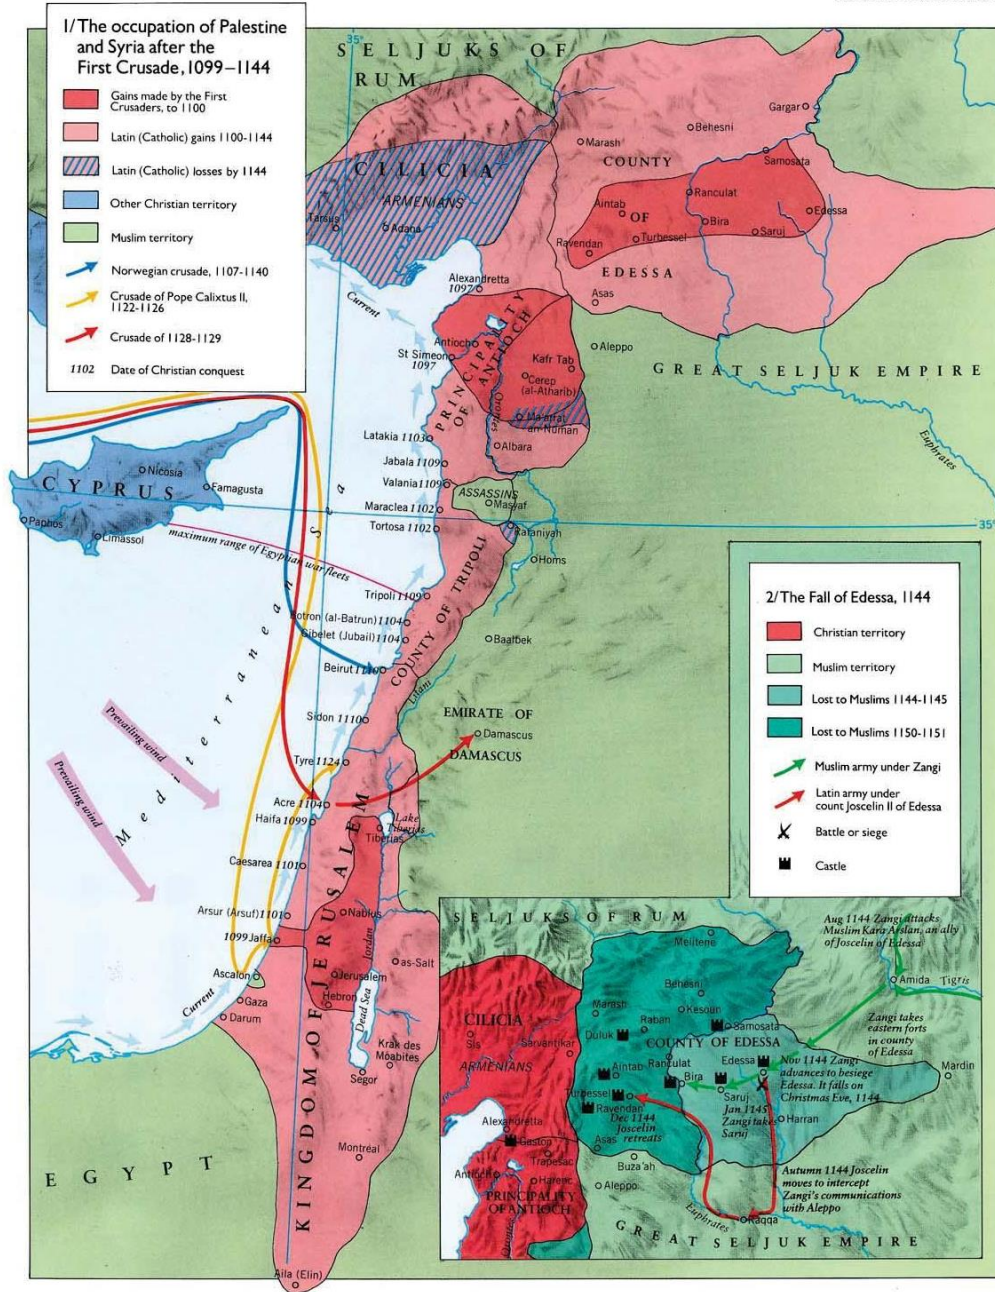 1/The occupation of Palestine
and Syria after the
First Crusade, 1099–1144
Gains made by the First
Crusaders, to 1100
Latin (Catholic) gains 1100-1144
Latin (Catholic) losses by 1144
Other Christian territory
Muslim territory
Norwegian crusade, 1107-1140
Crusade of Pope Calixtus II,
1122-1126
Crusade of 1128-1129
1102 Date of Christian conquest
35°
SELJUKS OF
RUM
CILICIA
ARMENIANS
Tarsus
Adana
Marash
Behesni
Gargar
Samosata
COUNTY
OF
EDESSA
Ranculat
Aintab
Bira
Edessa
Saruj
Turbessel
Ravendan
Asas
Alexandretta
1097
Current
PRINCIPALITY
OF
ANTIOCH
Antioch
St Simeon
1097
Kafr Tab
Cerep
(al-Atharib)
Ma'arrat
an-Numan
Albara
Orontes
Aleppo
GREAT SELJUK EMPIRE
Euphrates
Latakia 1103
Jabala 1109
Valania 1109
ASSASSINS
Masyaf
Maraclea 1102
Tortosa 1102
Rafaniyah
35°
Homs
CYPRUS
Nicosia
Famagusta
Paphos
Limassol
maximum range of Egyptian war fleets
Mediterranean Sea
Tripoli 1109
COUNTY OF TRIPOLI
Botron (al-Batrun) 1104
Gibelet (Jubail) 1104
Baalbek
Beirut 1110
Litani
Sidon 1110
EMIRATE OF
DAMASCUS
Damascus
Prevailing wind
Prevailing wind
Tyre 1124
Acre 1104
Haifa 1099
Lake
Tiberias
Tiberias
Caesarea 1101
Arsur (Arsuf) 1101
Nablus
1099 Jaffa
Jordan
as-Salt
Ascalon
Jerusalem
Hebron
Dead Sea
Gaza
Darum
Current
Krak des
Moabites
Segor
KINGDOM OF JERUSALEM
Montréal
EGYPT
Aila (Elin)
2/The Fall of Edessa, 1144
Christian territory
Muslim territory
Lost to Muslims 1144-1145
Lost to Muslims 1150-1151
Muslim army under Zangi
Latin army under
count Joscelin II of Edessa
Battle or siege
Castle
SELJUKS OF RUM
Melitene
Aug 1144 Zangi attacks
Muslim Kara Arslan, an ally
of Joscelin of Edessa
Amida
Tigris
Behesni
Kesoun
Marash
Raban
Samosata
Duluk
COUNTY OF EDESSA
Zangi takes
eastern forts
in county
of Edessa
CILICIA
Sis
Sarvantikar
ARMENIANS
Ranculat
Edessa
Aintab
Bira
Saruj
Nov 1144 Zangi
advances to besiege
Edessa. It falls on
Christmas Eve, 1144
Mardin
Turbessel
Ravendan
Dec 1144
Joscelin
retreats
Jan 1145
Zangi takes
Saruj
Harran
Alexandretta
Gaston
Asas
Trapesac
Buza'ah
Antioch
Harenc
Aleppo
PRINCIPALITY
OF ANTIOCH
Orontes
Autumn 1144 Joscelin
moves to intercept
Zangi's communications
with Aleppo
Euphrates
Raqqa
GREAT SELJUK EMPIRE